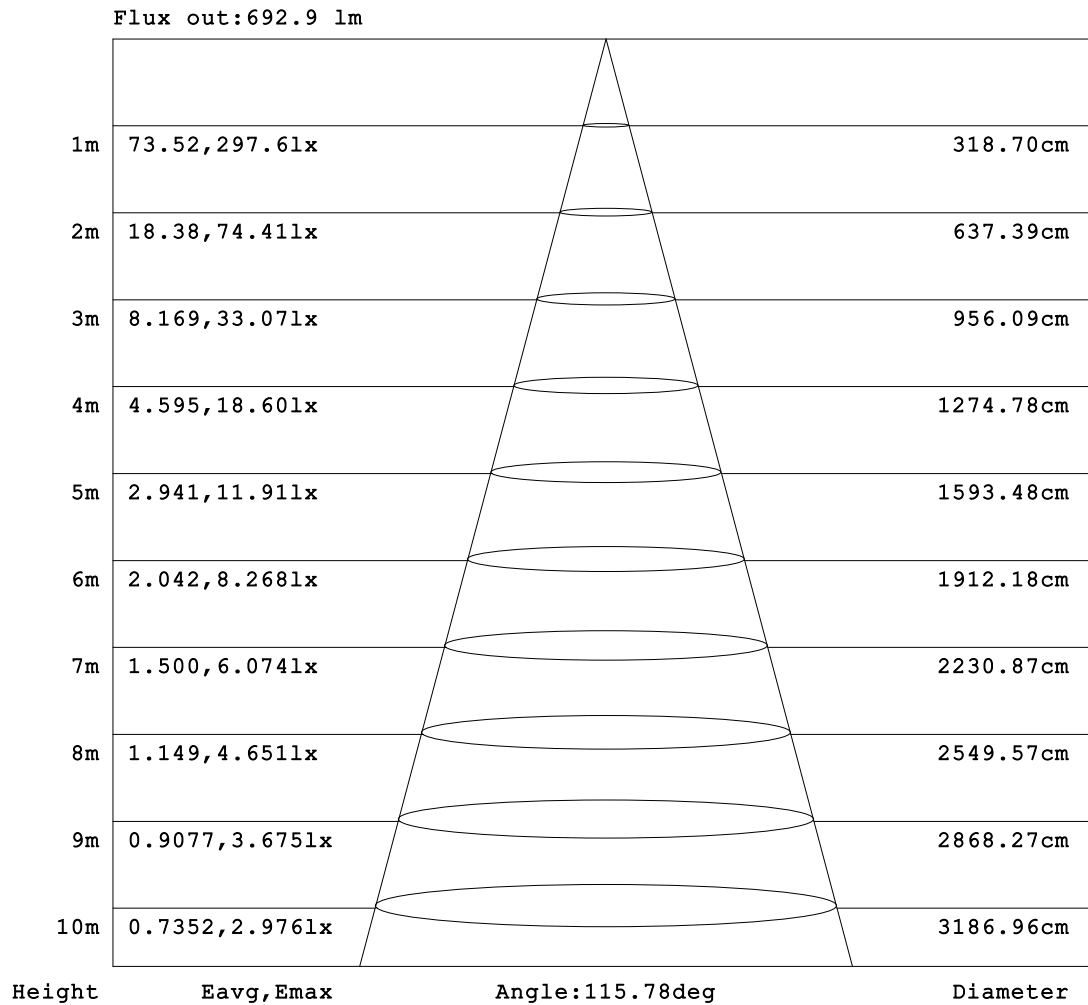 Flux out:692.9 lm
1m 73.52,297.6lx 318.70cm
2m 18.38,74.41lx 637.39cm
3m 8.169,33.07lx 956.09cm
4m 4.595,18.60lx 1274.78cm
5m 2.941,11.91lx 1593.48cm
6m 2.042,8.268lx 1912.18cm
7m 1.500,6.074lx 2230.87cm
8m 1.149,4.651lx 2549.57cm
9m 0.9077,3.675lx 2868.27cm
10m 0.7352,2.976lx 3186.96cm
Height Eavg,Emax Angle:115.78deg Diameter